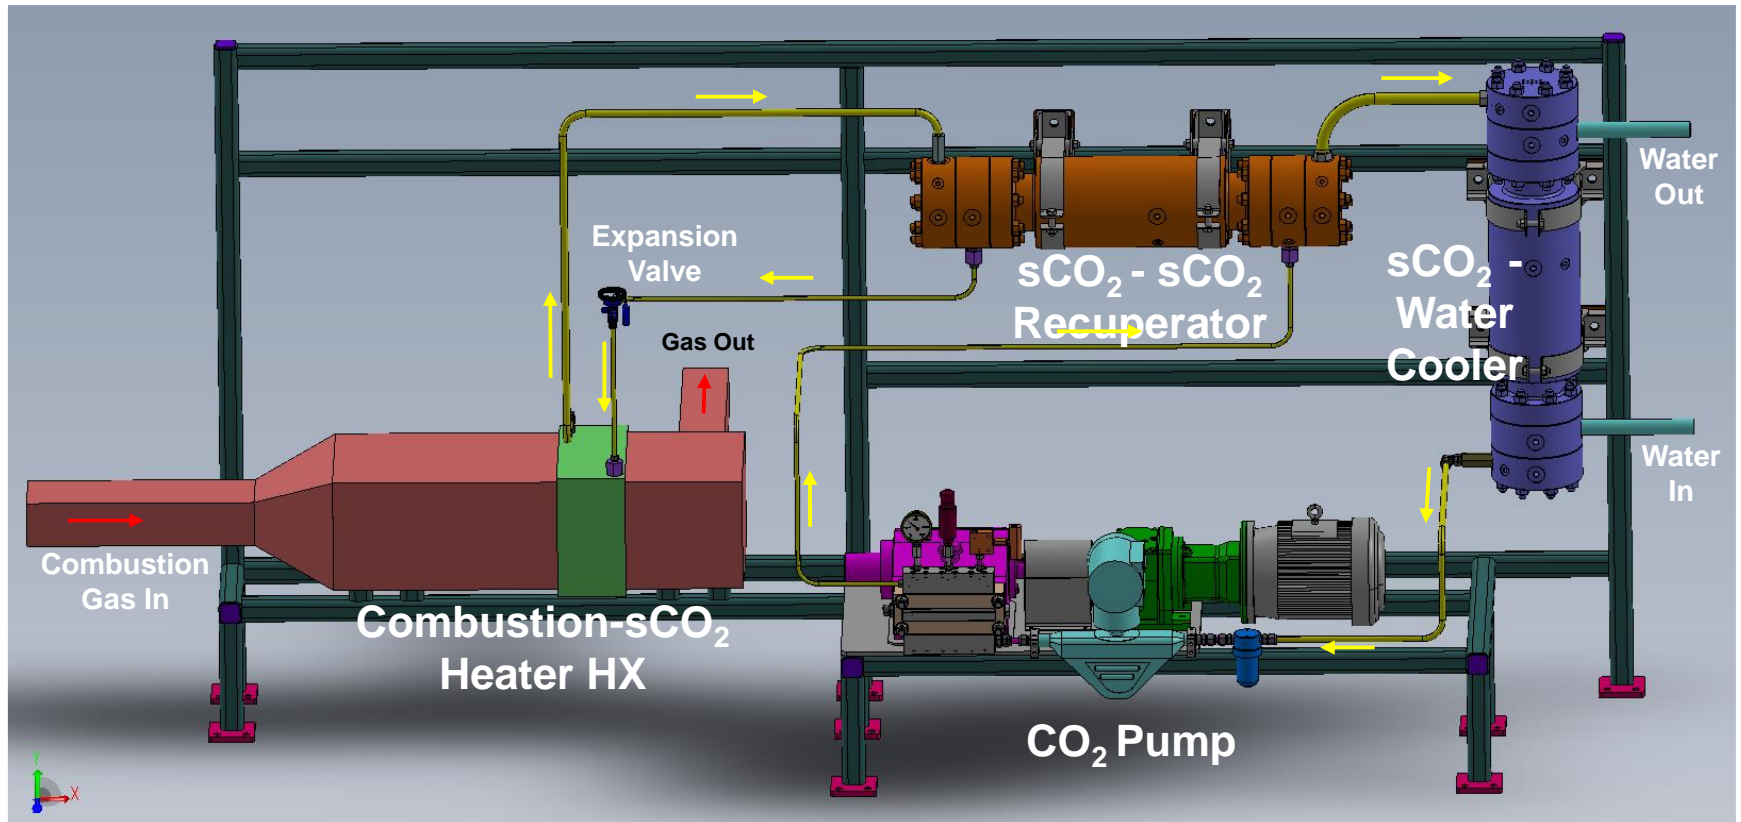 Water
Out
Expansion
Valve
sCO₂ - sCO₂
Recuperator
sCO₂ -
Water
Cooler
Gas Out
Water
In
Combustion
Gas In
Combustion-sCO₂
Heater HX
CO₂ Pump
Y
X